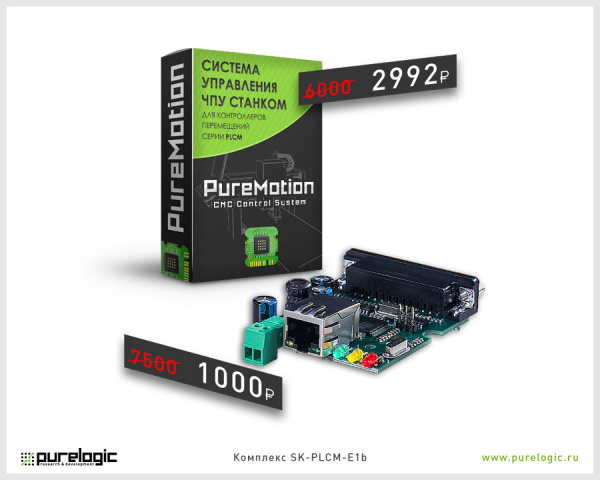 СИСТЕМА
УПРАВЛЕНИЯ
ЧПУ СТАНКОМ
ДЛЯ КОНТРОЛЛЕРОВ
ПЕРЕМЕЩЕНИЙ
СЕРИИ PLCM
PureMotion
PureMotion
CNC Control System
6000 2992₽
7500 1000₽
purelogic
research & development
Комплекс SK-PLCM-E1b
www.purelogic.ru